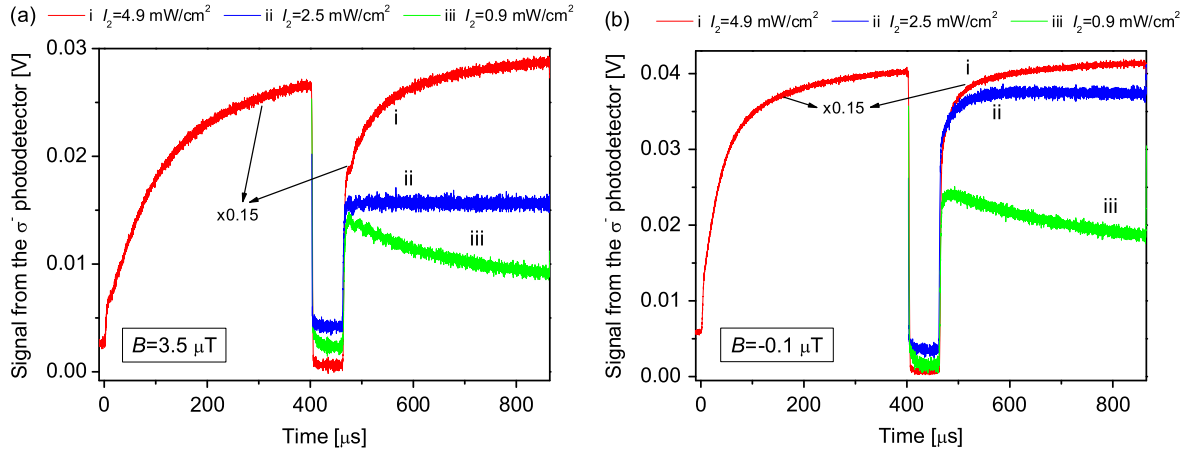 (a)
i I₂=4.9 mW/cm² ii I₂=2.5 mW/cm² iii I₂=0.9 mW/cm²
Signal from the σ⁻ photodetector [V]
0.03
0.02
0.01
0.00
i
ii
iii
x0.15
B=3.5 μT
0 200 400 600 800
Time [μs]
(b)
i I₂=4.9 mW/cm² ii I₂=2.5 mW/cm² iii I₂=0.9 mW/cm²
Signal from the σ⁻ photodetector [V]
0.04
0.03
0.02
0.01
0.00
i
x0.15
ii
iii
B=-0.1 μT
0 200 400 600 800
Time [μs]